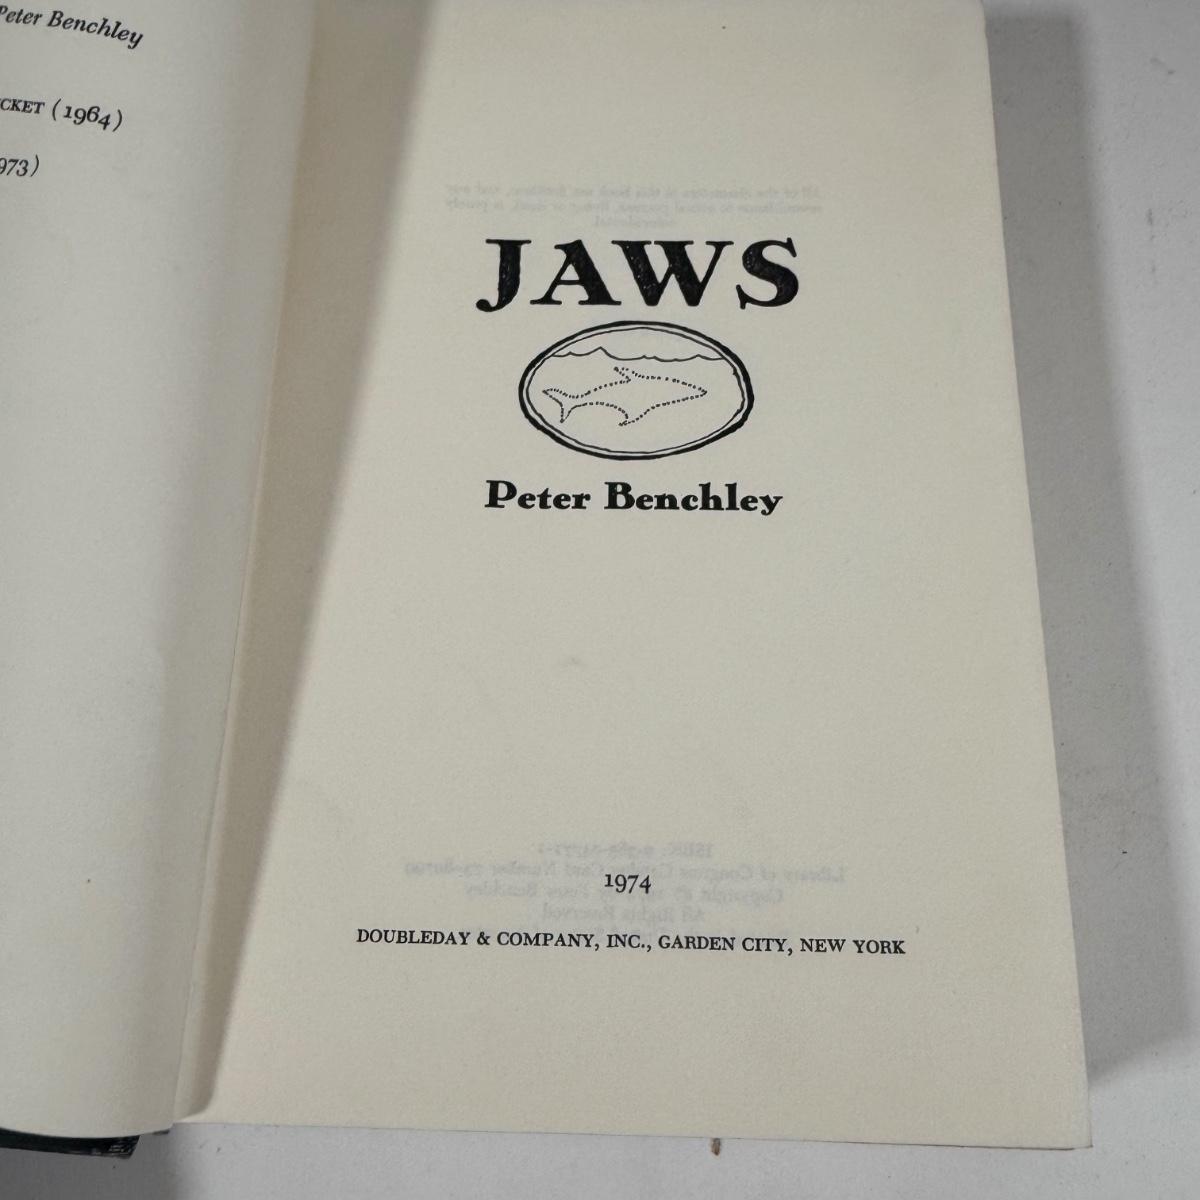 Peter Benchley
CKET (1964)
973)
JAWS
Peter Benchley
1974
DOUBLEDAY & COMPANY, INC., GARDEN CITY, NEW YORK